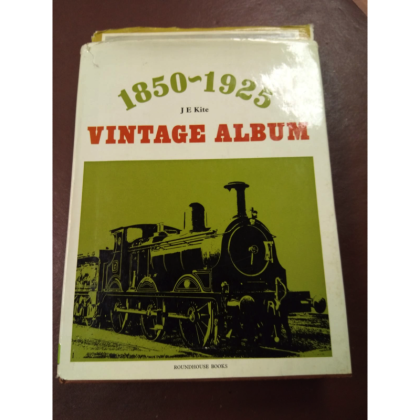 1850~1925
J E Kite
VINTAGE ALBUM
ROUNDHOUSE BOOKS